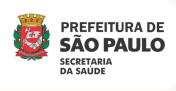 PREFEITURA DE
SÃO PAULO
SECRETARIA
DA SAÚDE